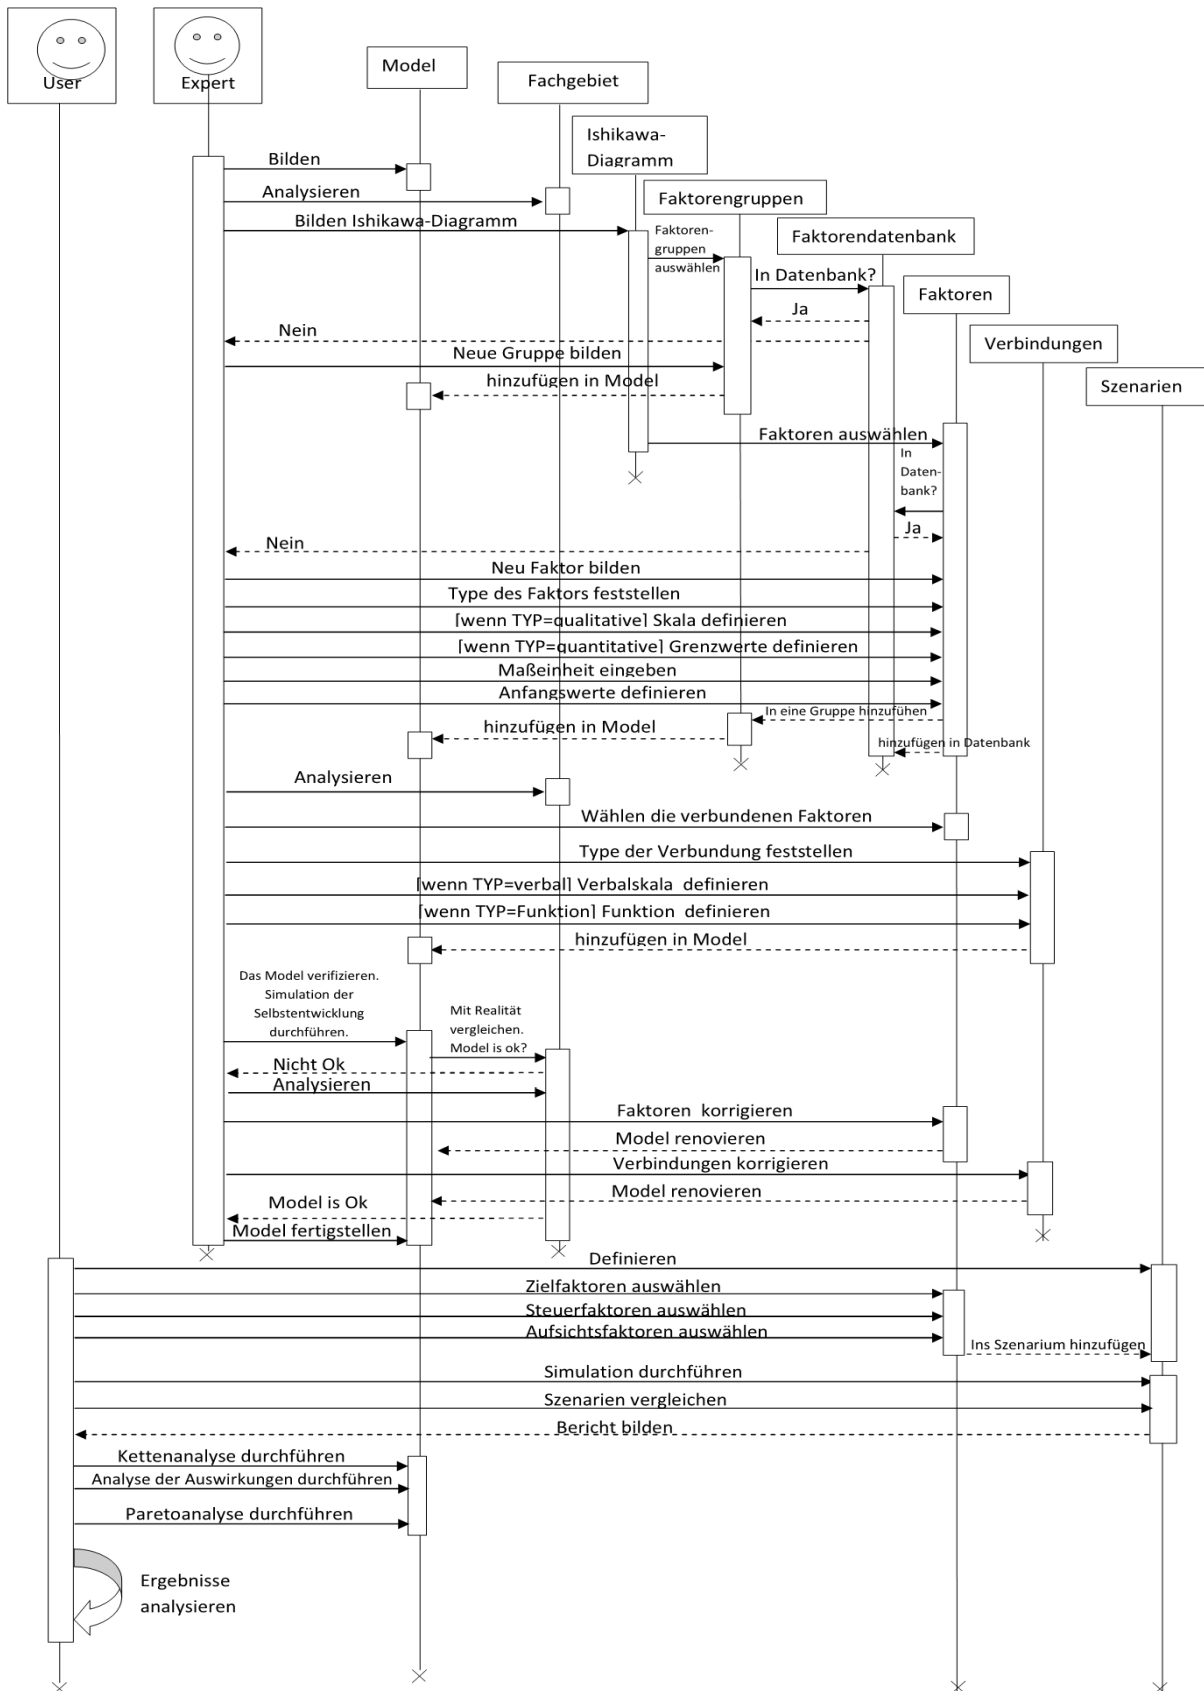 User
Expert
Model
Fachgebiet
Ishikawa-
Diagramm
Faktorengruppen
Faktorendatenbank
Faktoren
Verbindungen
Szenarien
Bilden
Analysieren
Bilden Ishikawa-Diagramm
Faktoren-
gruppen
auswählen
In Datenbank?
Ja
Nein
Neue Gruppe bilden
hinzufügen in Model
Faktoren auswählen
In
Daten-
bank?
Ja
Nein
Neu Faktor bilden
Type des Faktors feststellen
[wenn TYP=qualitative] Skala definieren
[wenn TYP=quantitative] Grenzwerte definieren
Maßeinheit eingeben
Anfangswerte definieren
In eine Gruppe hinzufühen
hinzufügen in Model
hinzufügen in Datenbank
Analysieren
Wählen die verbundenen Faktoren
Type der Verbundung feststellen
[wenn TYP=verbal] Verbalskala  definieren
[wenn TYP=Funktion] Funktion  definieren
hinzufügen in Model
Das Model verifizieren.
Simulation der
Selbstentwicklung
durchführen.
Mit Realität
vergleichen.
Model is ok?
Nicht Ok
Analysieren
Faktoren  korrigieren
Model renovieren
Verbindungen korrigieren
Model renovieren
Model is Ok
Model fertigstellen
Definieren
Zielfaktoren auswählen
Steuerfaktoren auswählen
Aufsichtsfaktoren auswählen
Ins Szenarium hinzufügen
Simulation durchführen
Szenarien vergleichen
Bericht bilden
Kettenanalyse durchführen
Analyse der Auswirkungen durchführen
Paretoanalyse durchführen
Ergebnisse
analysieren